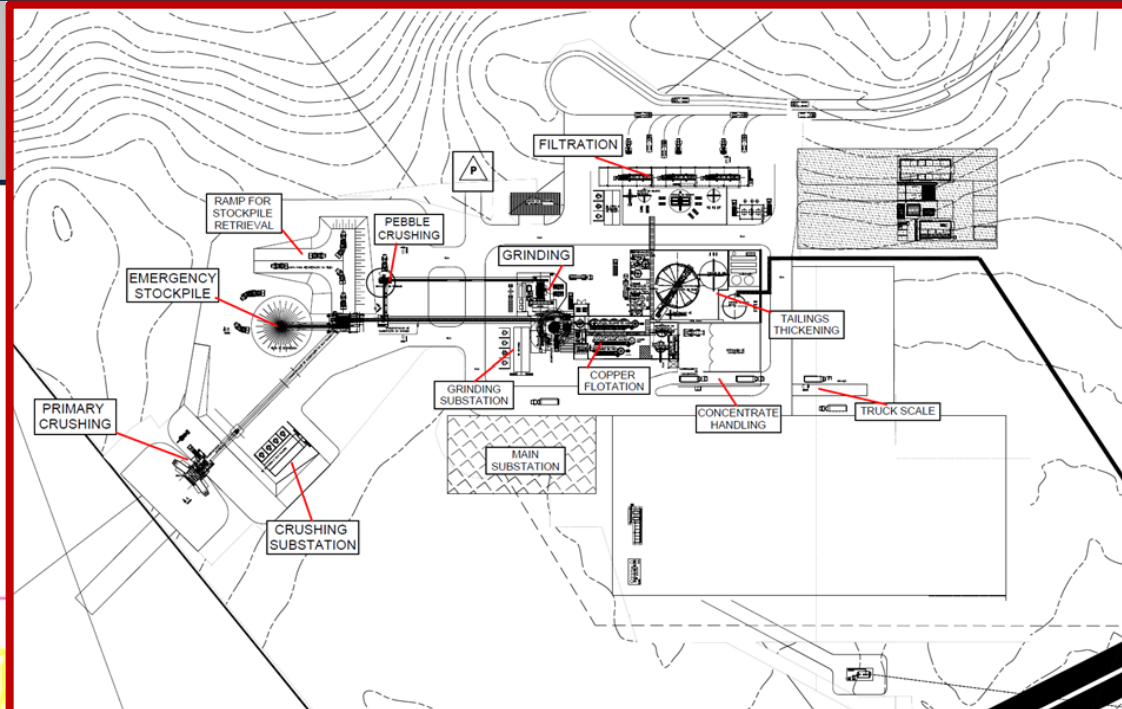 FILTRATION
P
RAMP FOR
STOCKPILE
RETRIEVAL
PEBBLE
CRUSHING
GRINDING
EMERGENCY
STOCKPILE
TAILINGS
THICKENING
COPPER
FLOTATION
GRINDING
SUBSTATION
PRIMARY
CRUSHING
CONCENTRATE
HANDLING
TRUCK SCALE
MAIN
SUBSTATION
CRUSHING
SUBSTATION